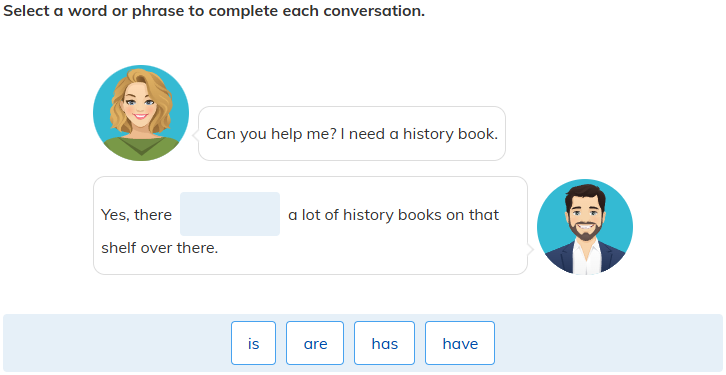 Select a word or phrase to complete each conversation.
Can you help me? I need a history book.
Yes, there a lot of history books on that
shelf over there.
is are has have